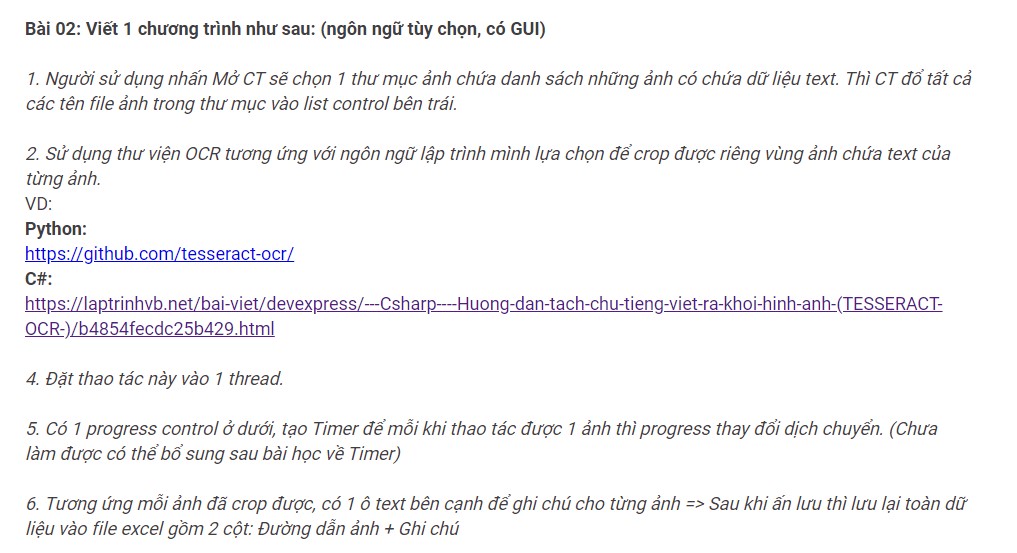 Bài 02: Viết 1 chương trình như sau: (ngôn ngữ tùy chọn, có GUI)
1. Người sử dụng nhấn Mở CT sẽ chọn 1 thư mục ảnh chứa danh sách những ảnh có chứa dữ liệu text. Thì CT đổ tất cả
các tên file ảnh trong thư mục vào list control bên trái.
2. Sử dụng thư viện OCR tương ứng với ngôn ngữ lập trình mình lựa chọn để crop được riêng vùng ảnh chứa text của
từng ảnh.
VD:
Python:
https://github.com/tesseract-ocr/
C#:
https://laptrinhvb.net/bai-viet/devexpress/---Csharp----Huong-dan-tach-chu-tieng-viet-ra-khoi-hinh-anh-(TESSERACT-
OCR-)/b4854fecdc25b429.html
4. Đặt thao tác này vào 1 thread.
5. Có 1 progress control ở dưới, tạo Timer để mỗi khi thao tác được 1 ảnh thì progress thay đổi dịch chuyển. (Chưa
làm được có thể bổ sung sau bài học về Timer)
6. Tương ứng mỗi ảnh đã crop được, có 1 ô text bên cạnh để ghi chú cho từng ảnh => Sau khi ấn lưu thì lưu lại toàn dữ
liệu vào file excel gồm 2 cột: Đường dẫn ảnh + Ghi chú